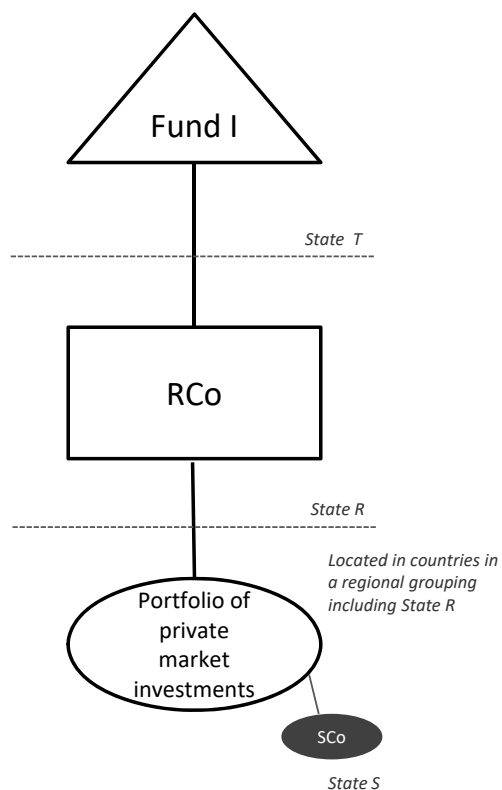 Fund I
State T
RCo
State R
Located in countries in
a regional grouping
including State R
Portfolio of
private
market
investments
SCo
State S